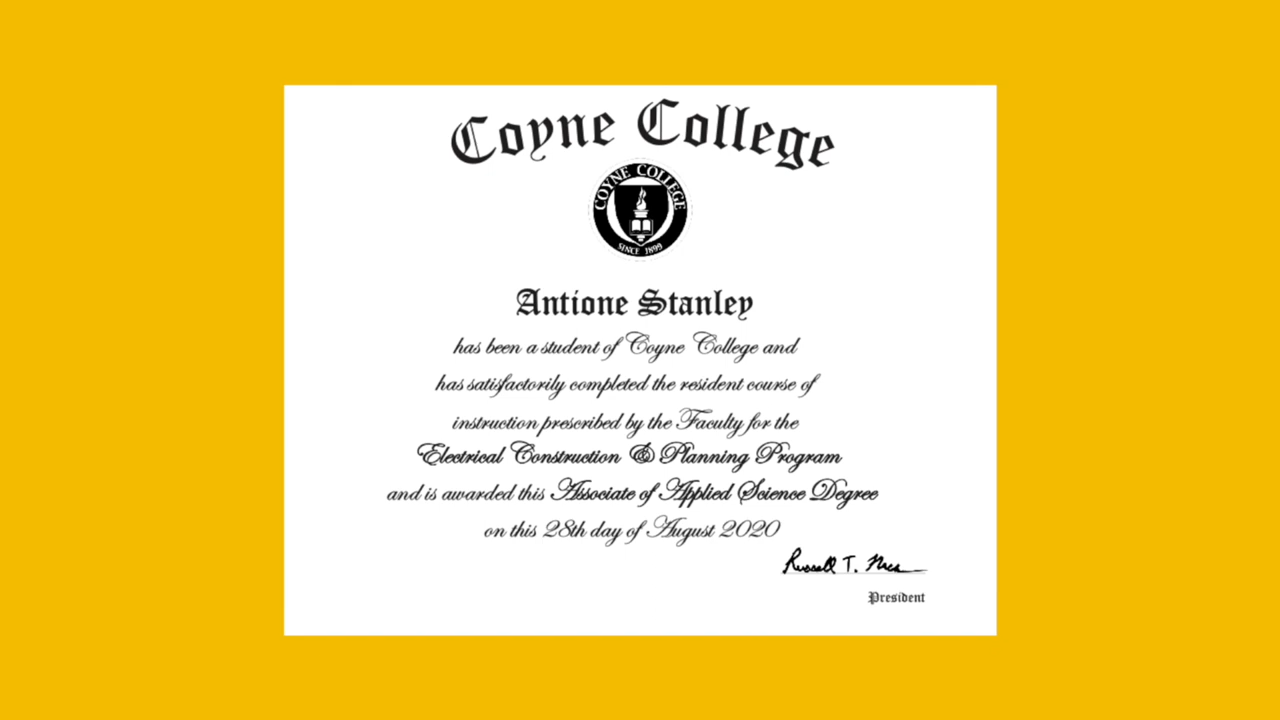 Coyne College
COYNE COLLEGE
SINCE 1899
Antione Stanley
has been a student of Coyne College and
has satisfactorily completed the resident course of
instruction prescribed by the Faculty for the
Electrical Construction & Planning Program
and is awarded this Associate of Applied Science Degree
on this 28th day of August 2020
Russell T.
President